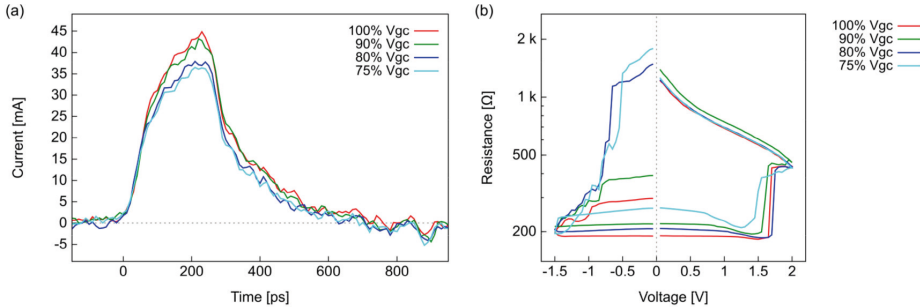 (a)
45
40
35
30
25
20
15
10
5
0
-5
Current [mA]
100% Vgc
90% Vgc
80% Vgc
75% Vgc
0
200
400
600
800
Time [ps]
(b)
2 k
1 k
500
200
Resistance [Ω]
-1.5
-1
-0.5
0
0.5
1
1.5
2
Voltage [V]
100% Vgc
90% Vgc
80% Vgc
75% Vgc